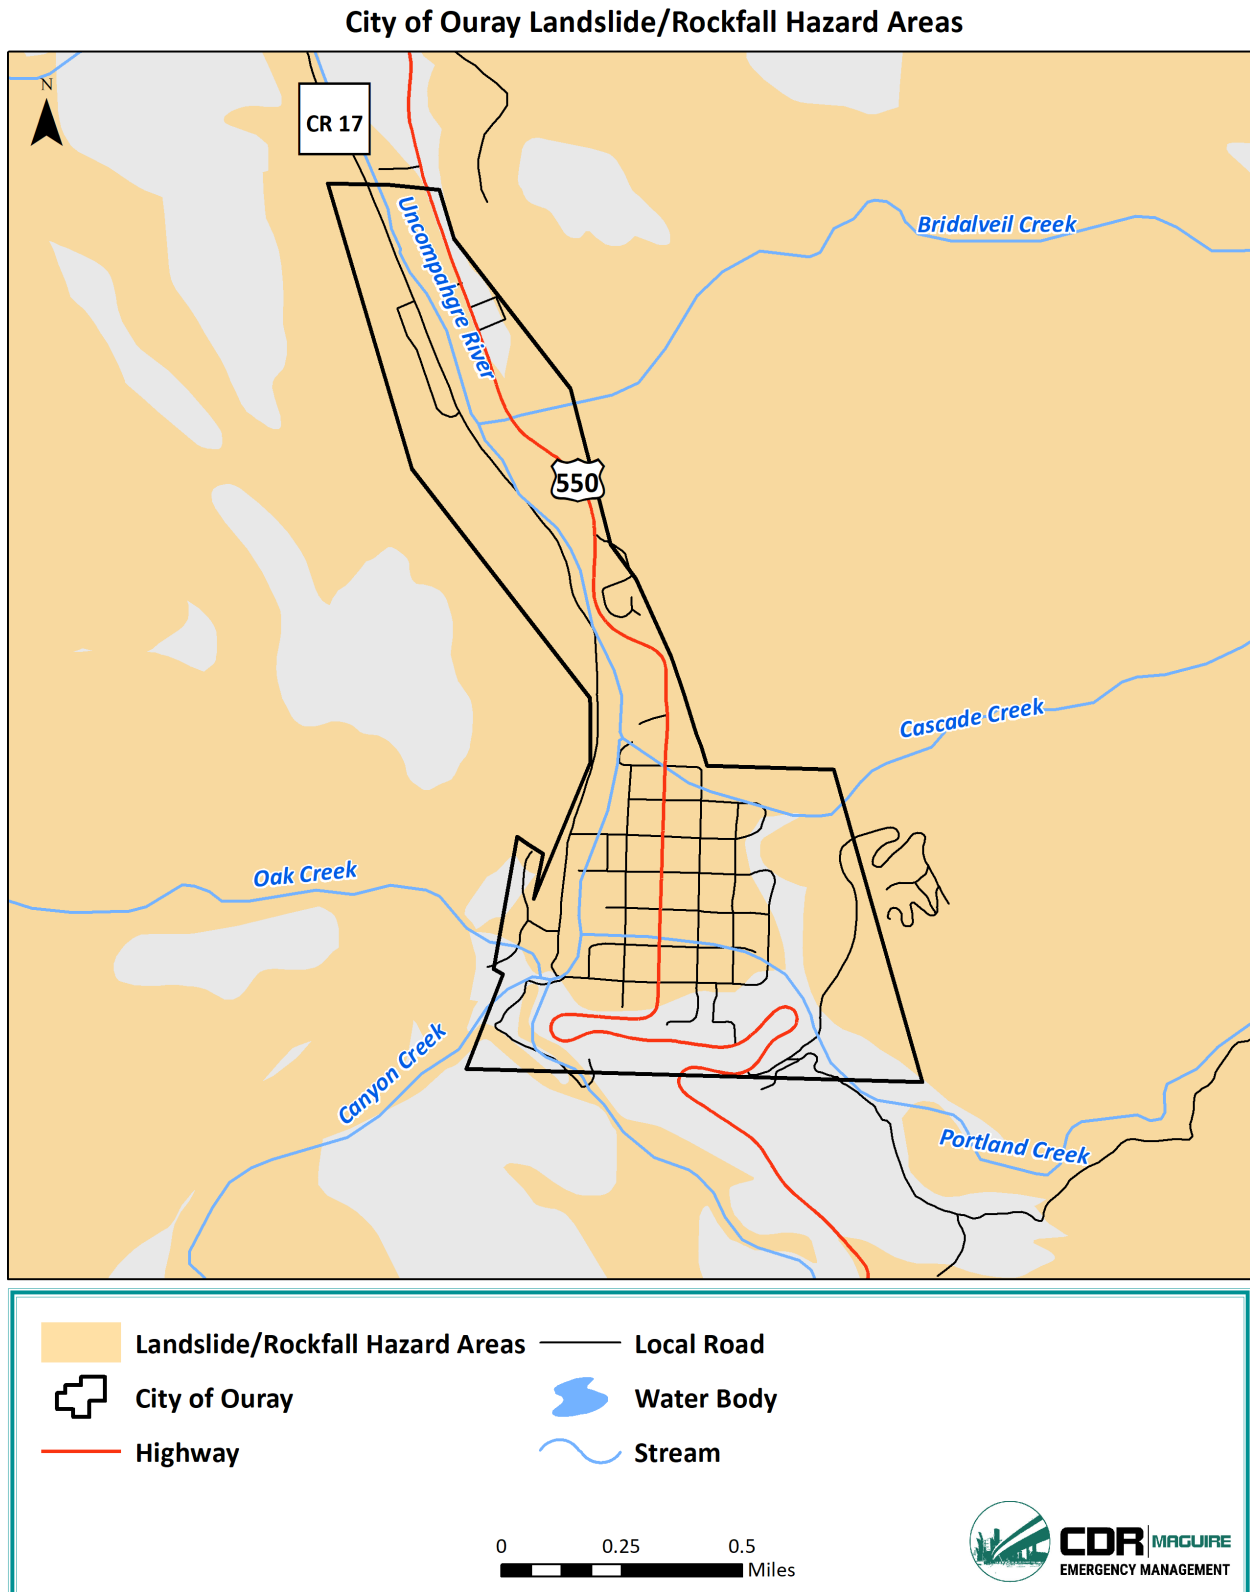 City of Ouray Landslide/Rockfall Hazard Areas
N
CR 17
Uncompahgre River
Bridalveil Creek
550
Cascade Creek
Oak Creek
Canyon Creek
Portland Creek
Landslide/Rockfall Hazard Areas
Local Road
City of Ouray
Water Body
Highway
Stream
0 0.25 0.5
Miles
CDR MAGUIRE
EMERGENCY MANAGEMENT